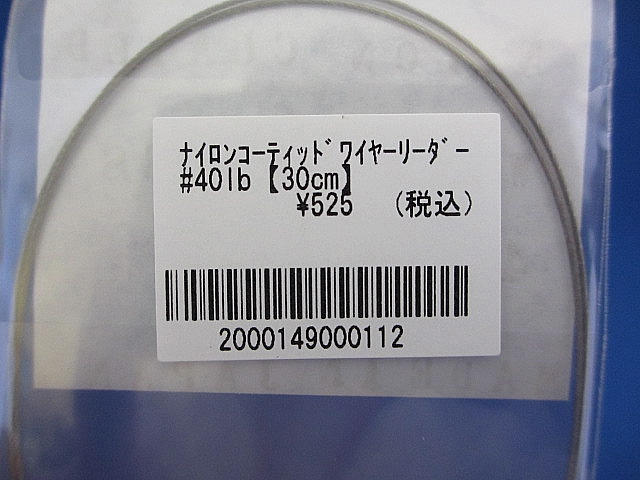 ナイロンコーティッドワイヤーリーダー
#40lb【30cm】
¥525 (税込)
2000149000112